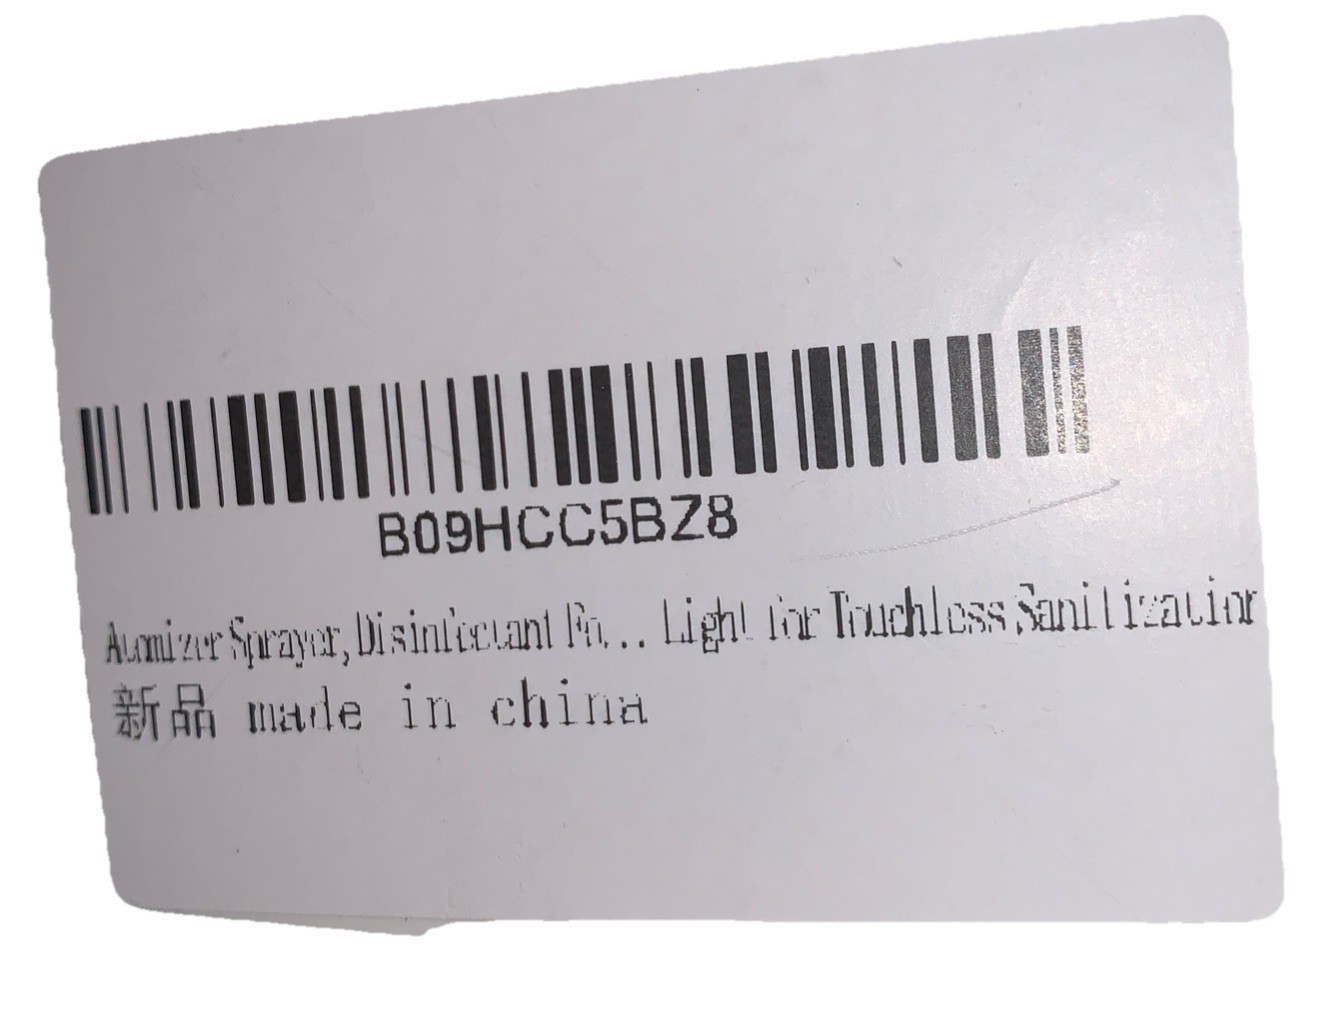 B09HCC5BZ8
Atomizer Sprayer, Disinfectant Fo... Light for Touchless Sanitization
新品 made in china